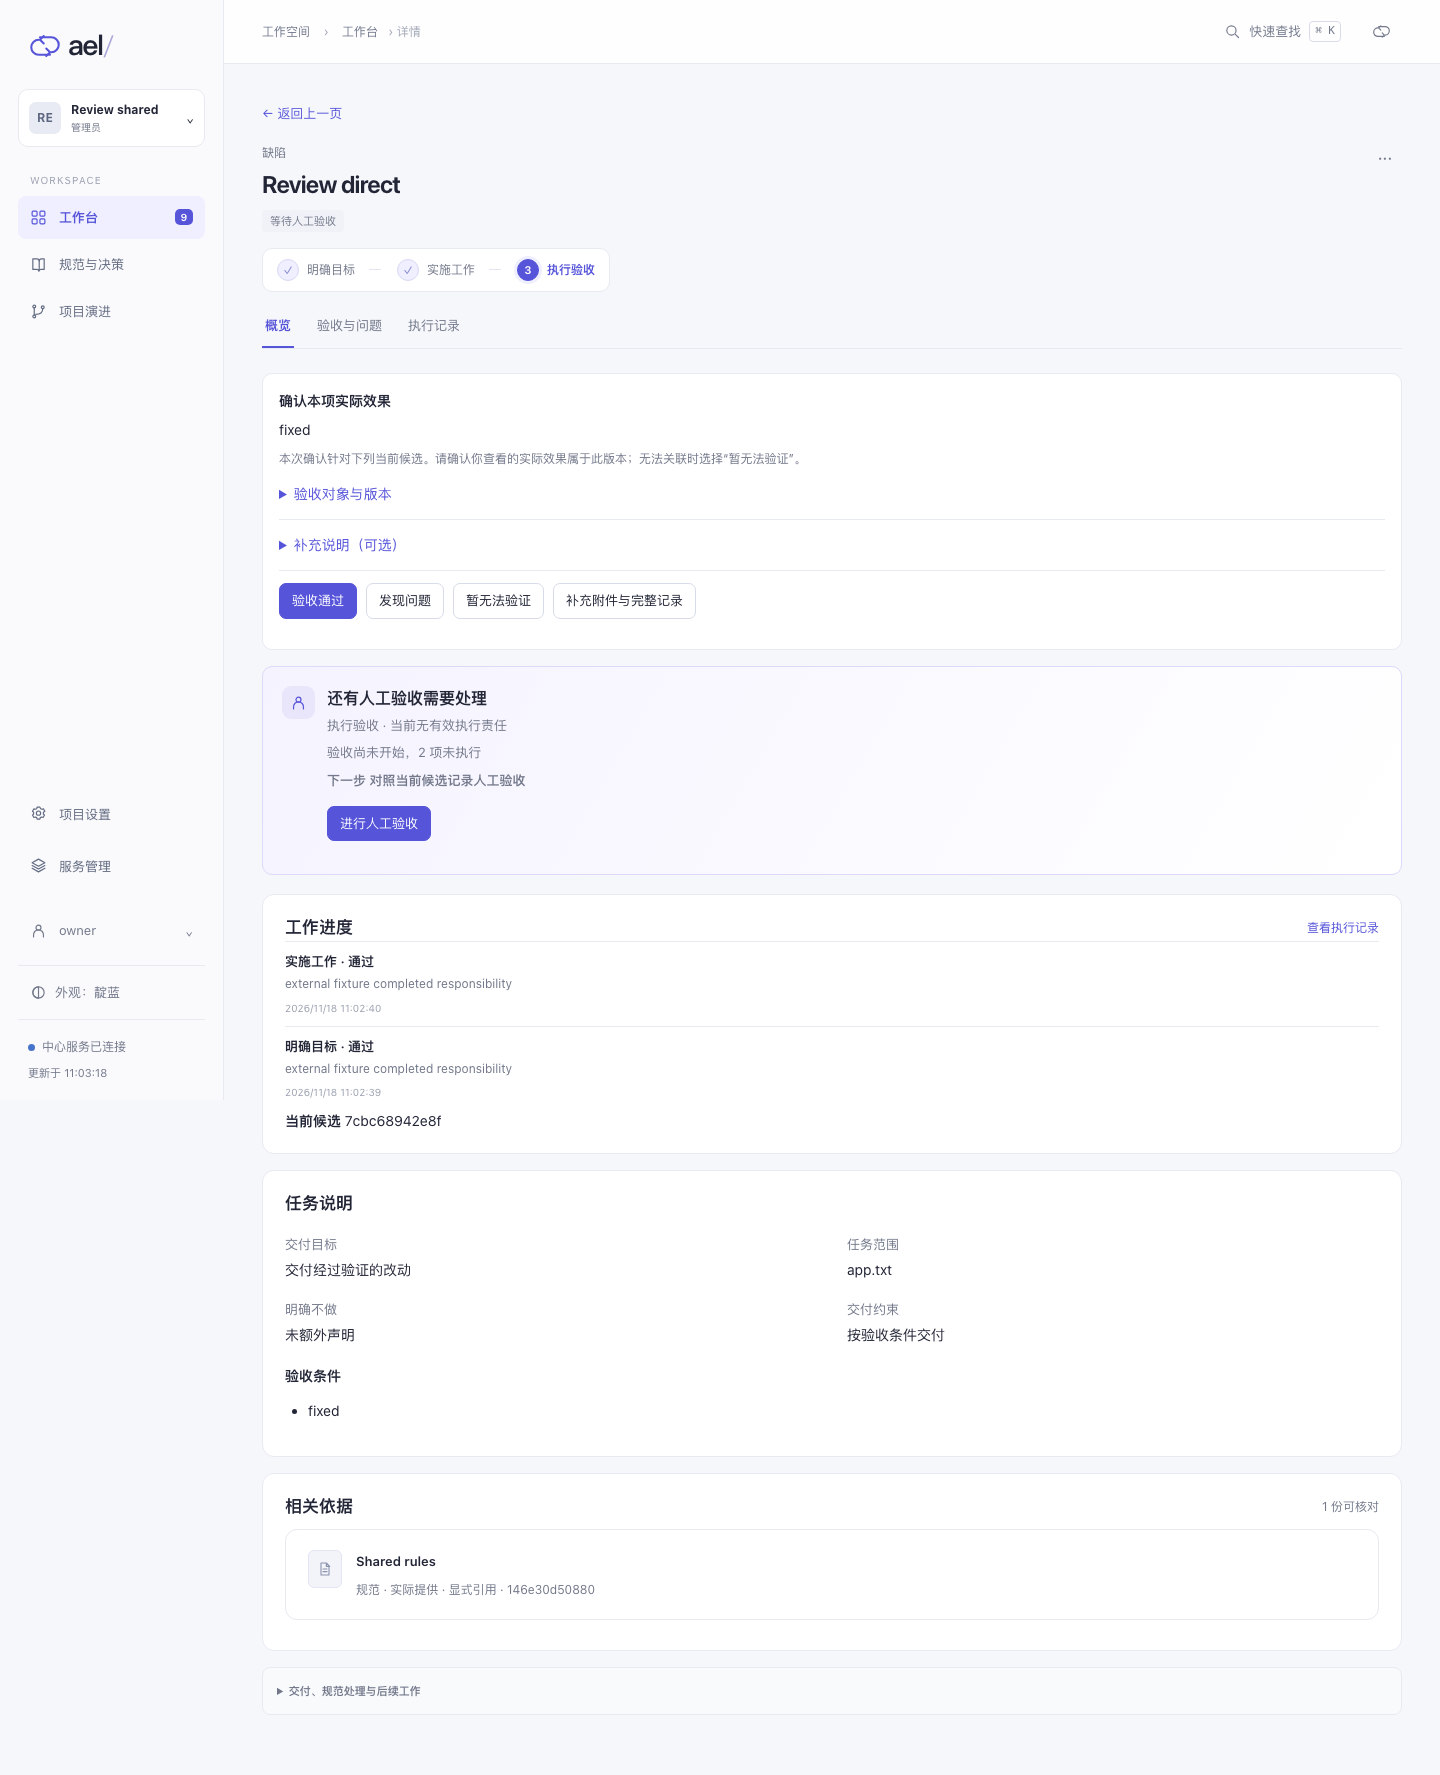 ael/
RE
Review shared
管理员
WORKSPACE
工作台
9
规范与决策
项目演进
项目设置
服务管理
owner
外观：靛蓝
中心服务已连接
更新于 11:03:18
工作空间 › 工作台 › 详情
快速查找 ⌘ K
← 返回上一页
缺陷
...
Review direct
等待人工验收
✓ 明确目标 — ✓ 实施工作 — 3 执行验收
概览 验收与问题 执行记录
确认本项实际效果
fixed
本次确认针对下列当前候选。请确认你查看的实际效果属于此版本；无法关联时选择“暂无法验证”。
▶ 验收对象与版本
▶ 补充说明（可选）
验收通过 发现问题 暂无法验证 补充附件与完整记录
还有人工验收需要处理
执行验收 · 当前无有效执行责任
验收尚未开始，2 项未执行
下一步 对照当前候选记录人工验收
进行人工验收
工作进度 查看执行记录
实施工作 · 通过
external fixture completed responsibility
2026/11/18 11:02:40
明确目标 · 通过
external fixture completed responsibility
2026/11/18 11:02:39
当前候选 7cbc68942e8f
任务说明
交付目标 任务范围
交付经过验证的改动 app.txt
明确不做 交付约束
未额外声明 按验收条件交付
验收条件
• fixed
相关依据 1 份可核对
Shared rules
规范 · 实际提供 · 显式引用 · 146e30d50880
▶ 交付、规范处理与后续工作